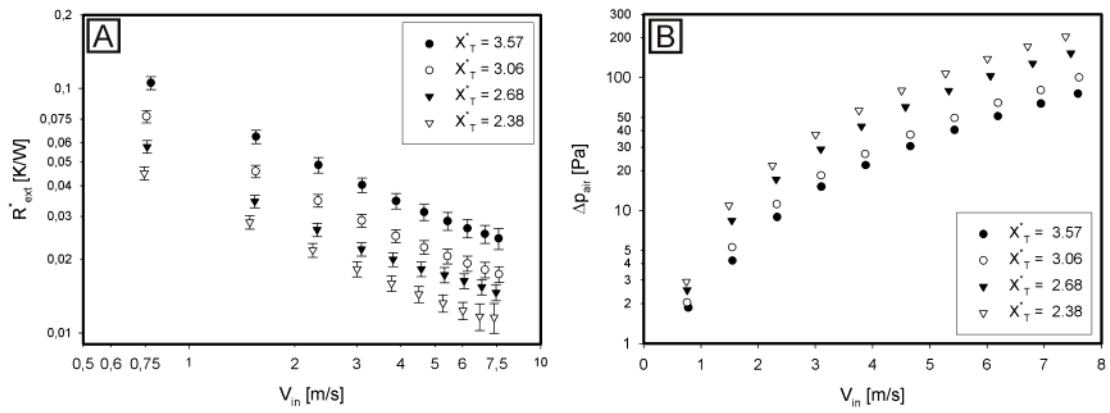 A
0,2
0,1
0,075
0,06
0,05
0,04
0,03
0,02
0,01
R*ext [K/W]
X*T = 3.57
X*T = 3.06
X*T = 2.68
X*T = 2.38
0,5 0,6 0,75 1 2 3 4 5 6 7,5 10
Vin [m/s]
B
300
200
100
50
40
30
20
10
5
4
3
2
1
Δpair [Pa]
X*T = 3.57
X*T = 3.06
X*T = 2.68
X*T = 2.38
0 1 2 3 4 5 6 7 8
Vin [m/s]